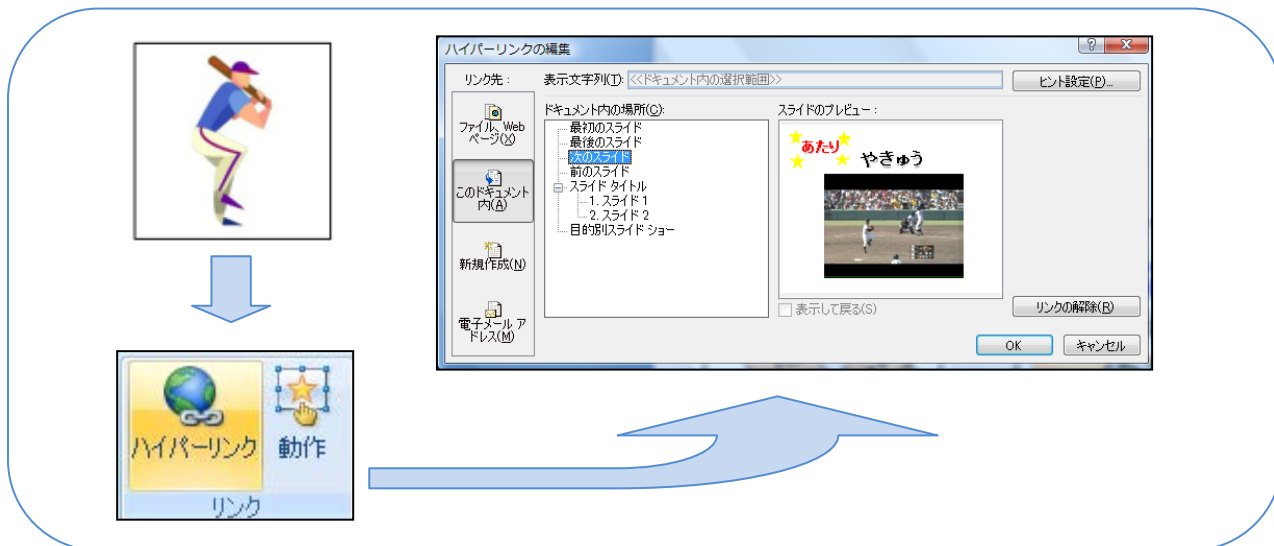 ハイパーリンクの編集
リンク先:
表示文字列(T): <<ドキュメント内の選択範囲>>
ヒント設定(P)...
ファイル、Web
ページ(X)
このドキュメント
内(A)
新規作成(N)
電子メール ア
ドレス(M)
ドキュメント内の場所(C):
最初のスライド
最後のスライド
次のスライド
前のスライド
スライド タイトル
1. スライド 1
2. スライド 2
目的別スライド ショー
スライドのプレビュー:
あたり
やきゅう
表示して戻る(S)
リンクの解除(R)
OK
キャンセル
ハイパーリンク
動作
リンク